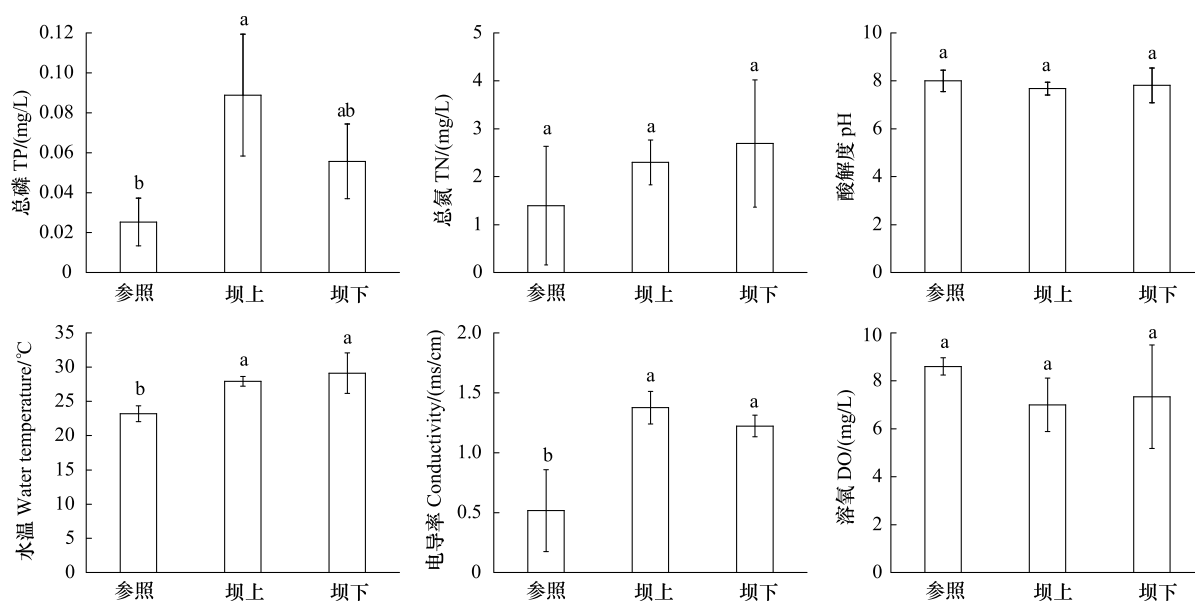 总磷 TP/(mg/L)
0.12
0.10
0.08
0.06
0.04
0.02
0
b
a
ab
参照
坝上
坝下
总氮 TN/(mg/L)
5
4
3
2
1
0
a
a
a
参照
坝上
坝下
酸解度 pH
10
8
6
4
2
0
a
a
a
参照
坝上
坝下
水温 Water temperature/℃
35
30
25
20
15
10
5
0
b
a
a
参照
坝上
坝下
电导率 Conductivity/(ms/cm)
2.0
1.5
1.0
0.5
0
b
a
a
参照
坝上
坝下
溶氧 DO/(mg/L)
10
8
6
4
2
0
a
a
a
参照
坝上
坝下